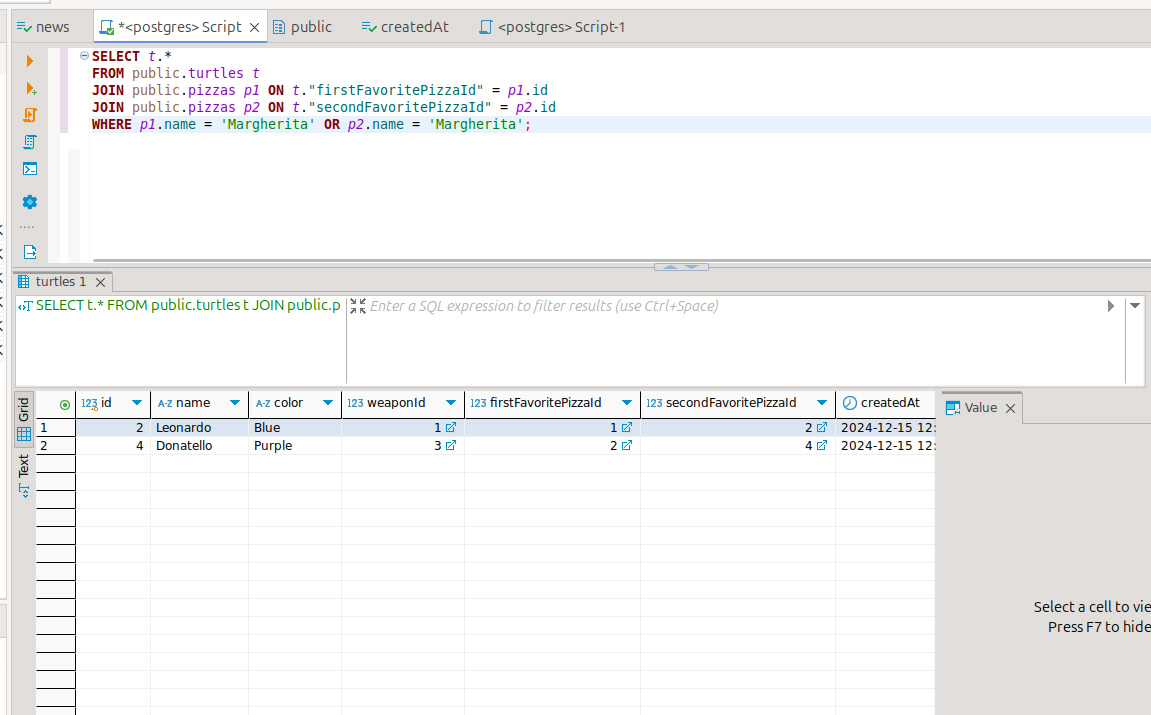 news *<postgres> Script public createdAt <postgres> Script-1
SELECT t.*
FROM public.turtles t
JOIN public.pizzas p1 ON t."firstFavoritePizzaId" = p1.id
JOIN public.pizzas p2 ON t."secondFavoritePizzaId" = p2.id
WHERE p1.name = 'Margherita' OR p2.name = 'Margherita';
turtles 1
SELECT t.* FROM public.turtles t JOIN public.p Enter a SQL expression to filter results (use Ctrl+Space)
Grid
Text
123 id A-Z name A-Z color 123 weaponId 123 firstFavoritePizzaId 123 secondFavoritePizzaId createdAt
1 2 Leonardo Blue 1 1 2 2024-12-15 12:
2 4 Donatello Purple 3 2 4 2024-12-15 12:
Value
Select a cell to vie
Press F7 to hide